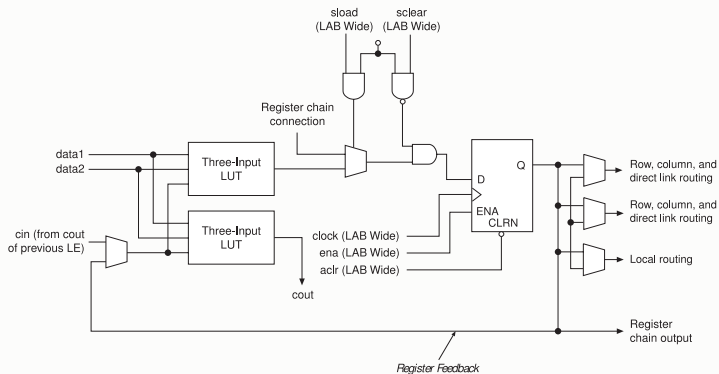 sload
(LAB Wide)
sclear
(LAB Wide)
Register chain
connection
data1
data2
Three-Input
LUT
Three-Input
LUT
cin (from cout
of previous LE)
cout
clock (LAB Wide)
ena (LAB Wide)
aclr (LAB Wide)
Q
D
ENA
CLRN
Row, column, and
direct link routing
Row, column, and
direct link routing
Local routing
Register
chain output
Register Feedback